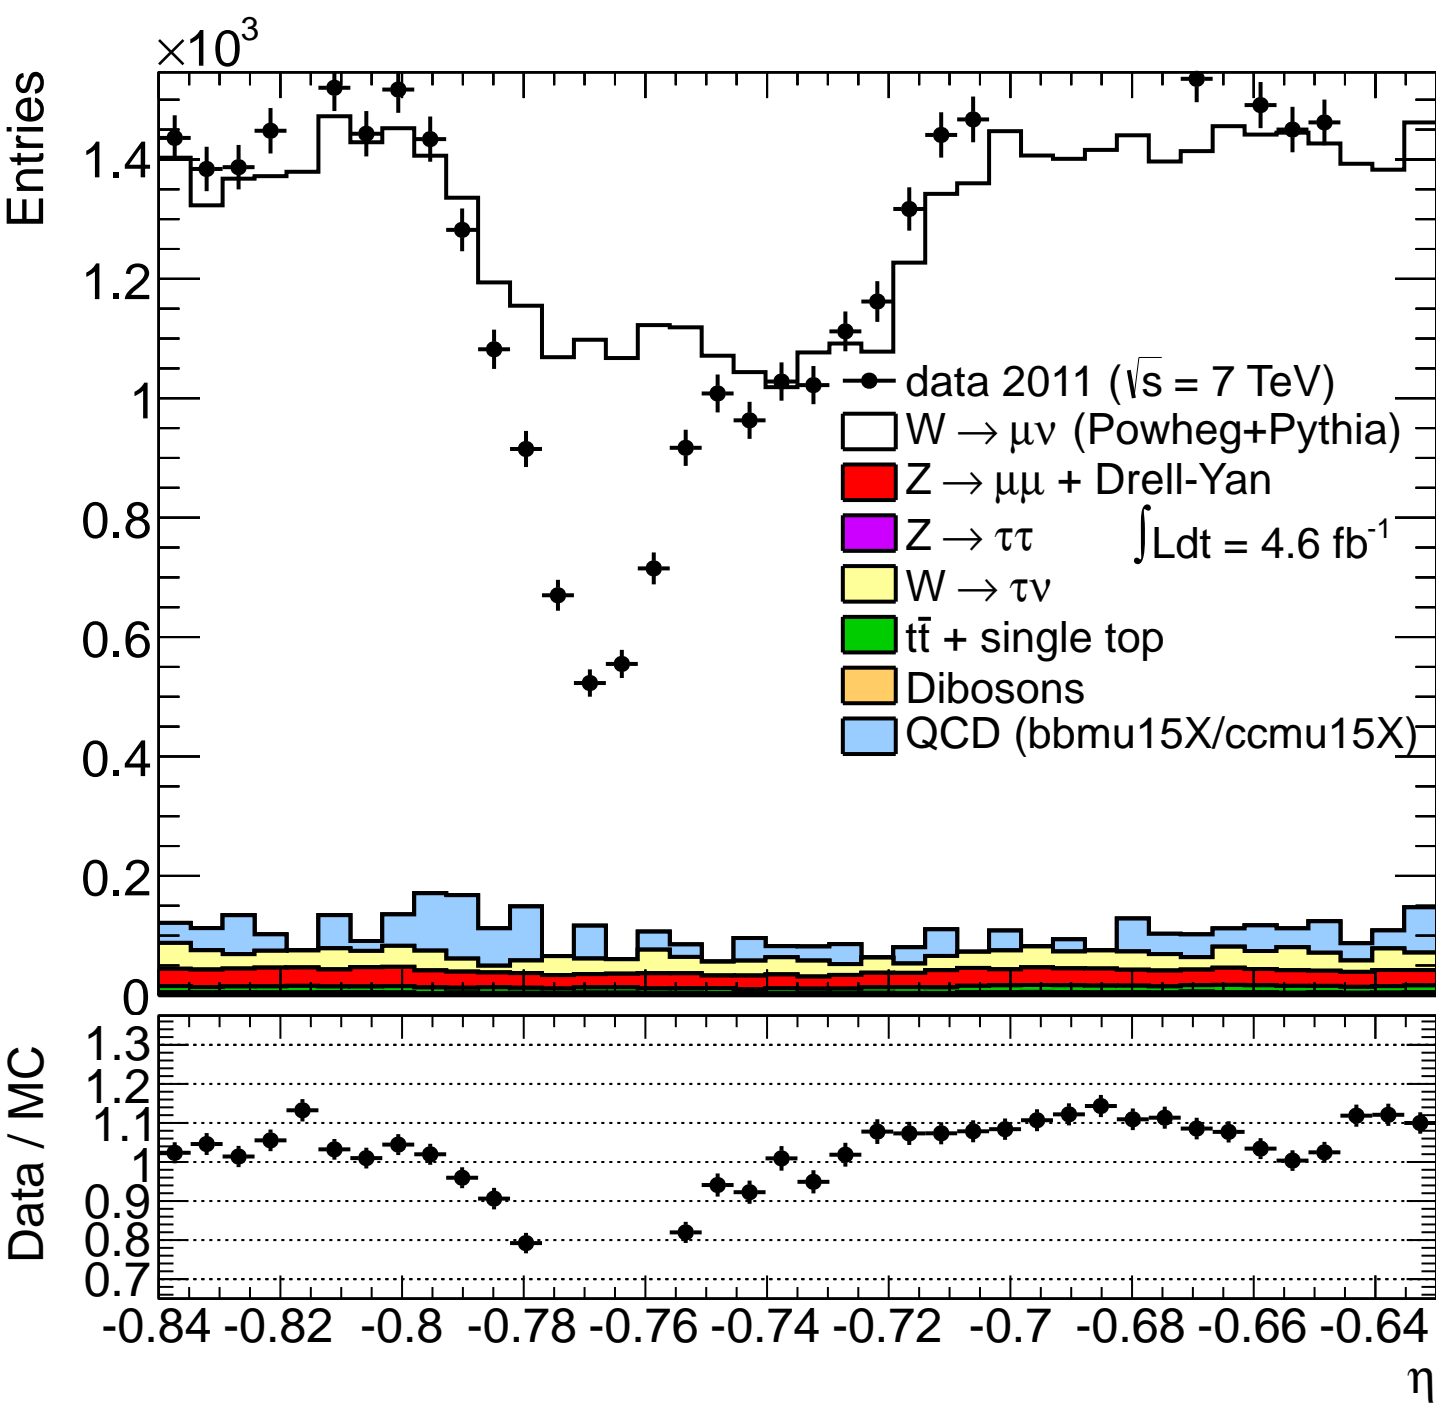 ×10³
Entries
1.4
1.2
1
0.8
0.6
0.4
0.2
0
data 2011 (√s = 7 TeV)
W → μν (Powheg+Pythia)
Z → μμ + Drell-Yan
Z → ττ
∫Ldt = 4.6 fb⁻¹
W → τν
tt̄ + single top
Dibosons
QCD (bbmu15X/ccmu15X)
Data / MC
1.3
1.2
1.1
1
0.9
0.8
0.7
-0.84 -0.82 -0.8 -0.78 -0.76 -0.74 -0.72 -0.7 -0.68 -0.66 -0.64
η